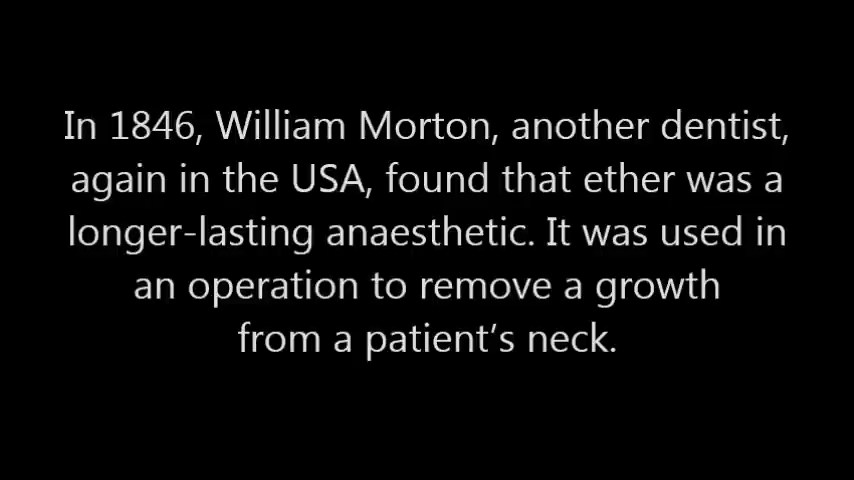 In 1846, William Morton, another dentist,
again in the USA, found that ether was a
longer-lasting anaesthetic. It was used in
an operation to remove a growth
from a patient’s neck.